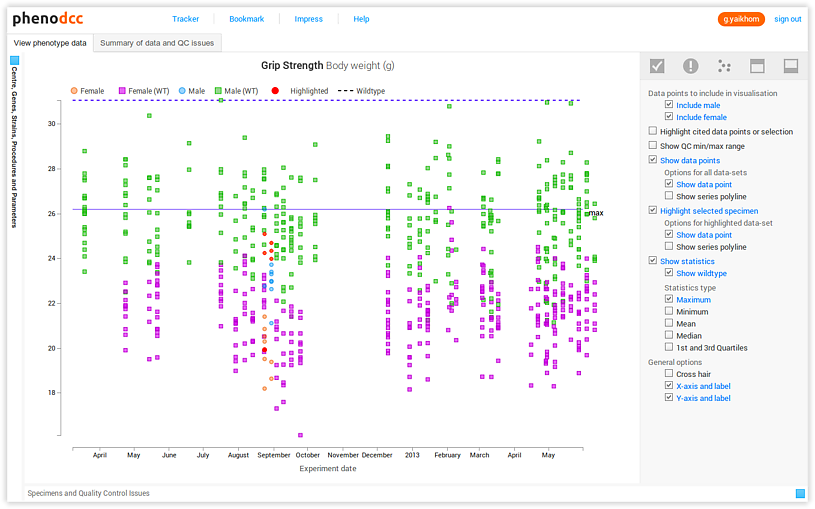 phenodcc
Tracker
Bookmark
Impress
Help
g.yaikhom
sign out
View phenotype data
Summary of data and QC issues
Centre, Genes, Strains, Procedures and Parameters
Grip Strength Body weight (g)
Female
Female (WT)
Male
Male (WT)
Highlighted
Wildtype
30
28
26
24
22
20
18
max
April
May
June
July
August
September
October
November
December
2013
February
March
April
May
Experiment date
Data points to include in visualisation
Include male
Include female
Highlight cited data points or selection
Show QC min/max range
Show data points
Options for all data-sets
Show data point
Show series polyline
Highlight selected specimen
Options for highlighted data-set
Show data point
Show series polyline
Show statistics
Show wildtype
Statistics type
Maximum
Minimum
Mean
Median
1st and 3rd Quartiles
General options
Cross hair
X-axis and label
Y-axis and label
Specimens and Quality Control Issues